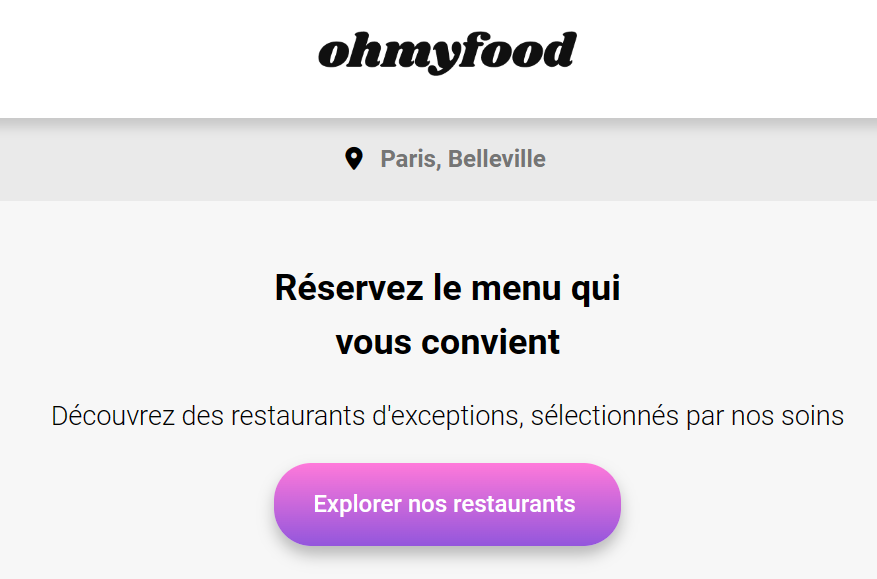 ohmyfood
Paris, Belleville
Réservez le menu qui
vous convient
Découvrez des restaurants d'exceptions, sélectionnés par nos soins
Explorer nos restaurants